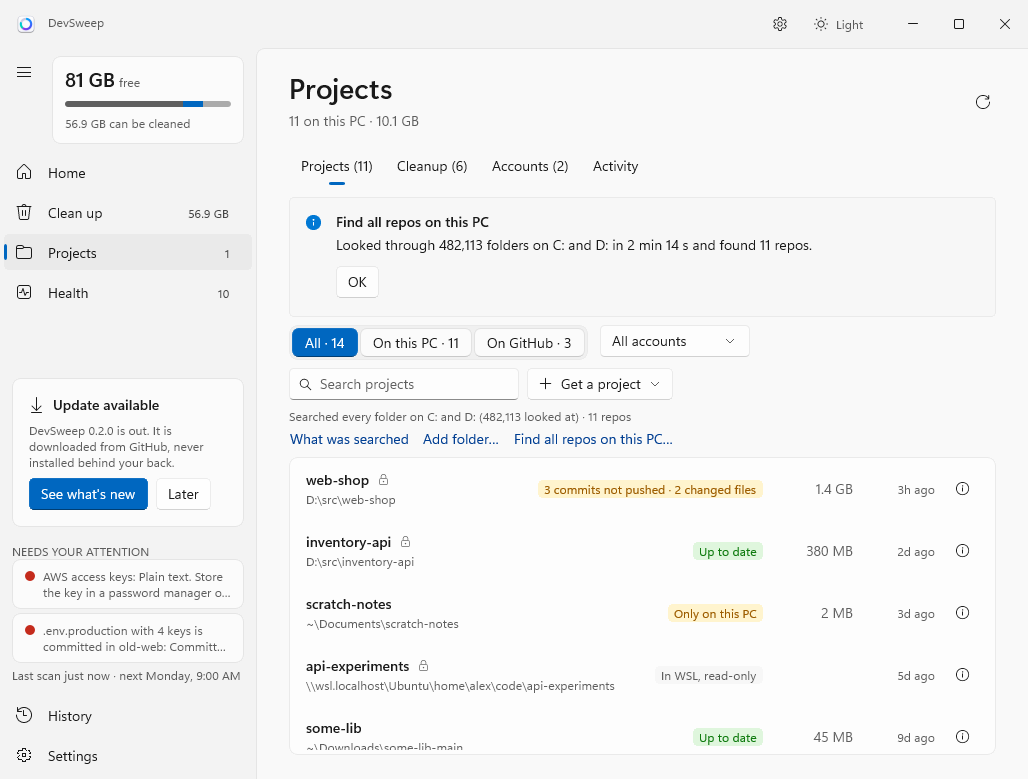 DevSweep
Light
81 GB free
56.9 GB can be cleaned
Home
Clean up 56.9 GB
Projects 1
Health 10
Update available
DevSweep 0.2.0 is out. It is
downloaded from GitHub, never
installed behind your back.
See what's new Later
NEEDS YOUR ATTENTION
AWS access keys: Plain text. Store
the key in a password manager o...
.env.production with 4 keys is
committed in old-web: Committ...
Last scan just now · next Monday, 9:00 AM
History
Settings
Projects
11 on this PC · 10.1 GB
Projects (11) Cleanup (6) Accounts (2) Activity
Find all repos on this PC
Looked through 482,113 folders on C: and D: in 2 min 14 s and found 11 repos.
OK
All · 14 On this PC · 11 On GitHub · 3 All accounts
Search projects Get a project
Searched every folder on C: and D: (482,113 looked at) · 11 repos
What was searched Add folder... Find all repos on this PC...
web-shop
D:\src\web-shop
3 commits not pushed · 2 changed files 1.4 GB 3h ago
inventory-api
D:\src\inventory-api
Up to date 380 MB 2d ago
scratch-notes
~\Documents\scratch-notes
Only on this PC 2 MB 3d ago
api-experiments
\\wsl.localhost\Ubuntu\home\alex\code\api-experiments
In WSL, read-only 5d ago
some-lib
~\Downloads\some-lib-main
Up to date 45 MB 9d ago